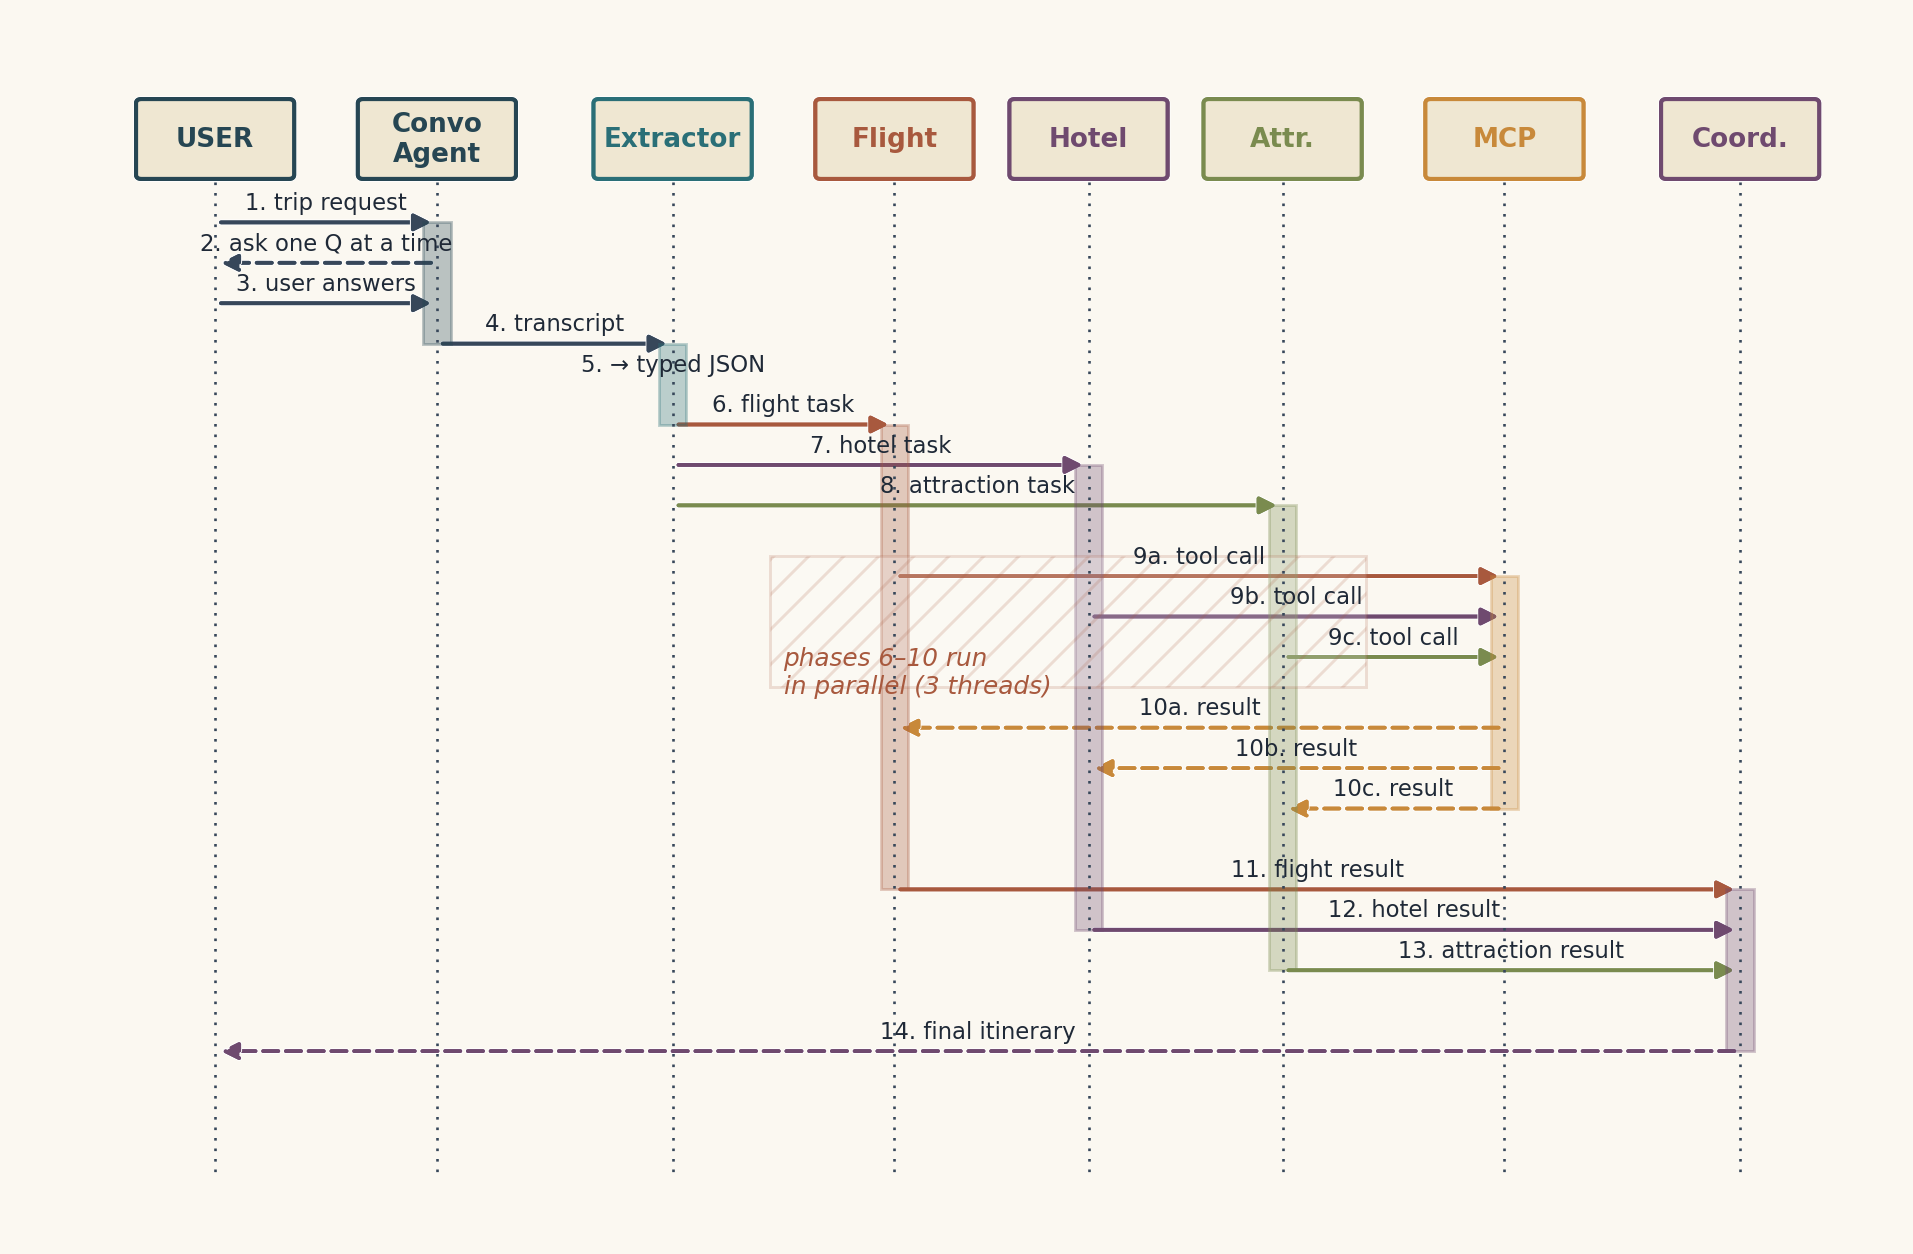 USER
Convo
Agent
Extractor
Flight
Hotel
Attr.
MCP
Coord.
1. trip request
2. ask one Q at a time
3. user answers
4. transcript
5. → typed JSON
6. flight task
7. hotel task
8. attraction task
9a. tool call
9b. tool call
9c. tool call
phases 6–10 run
in parallel (3 threads)
10a. result
10b. result
10c. result
11. flight result
12. hotel result
13. attraction result
14. final itinerary